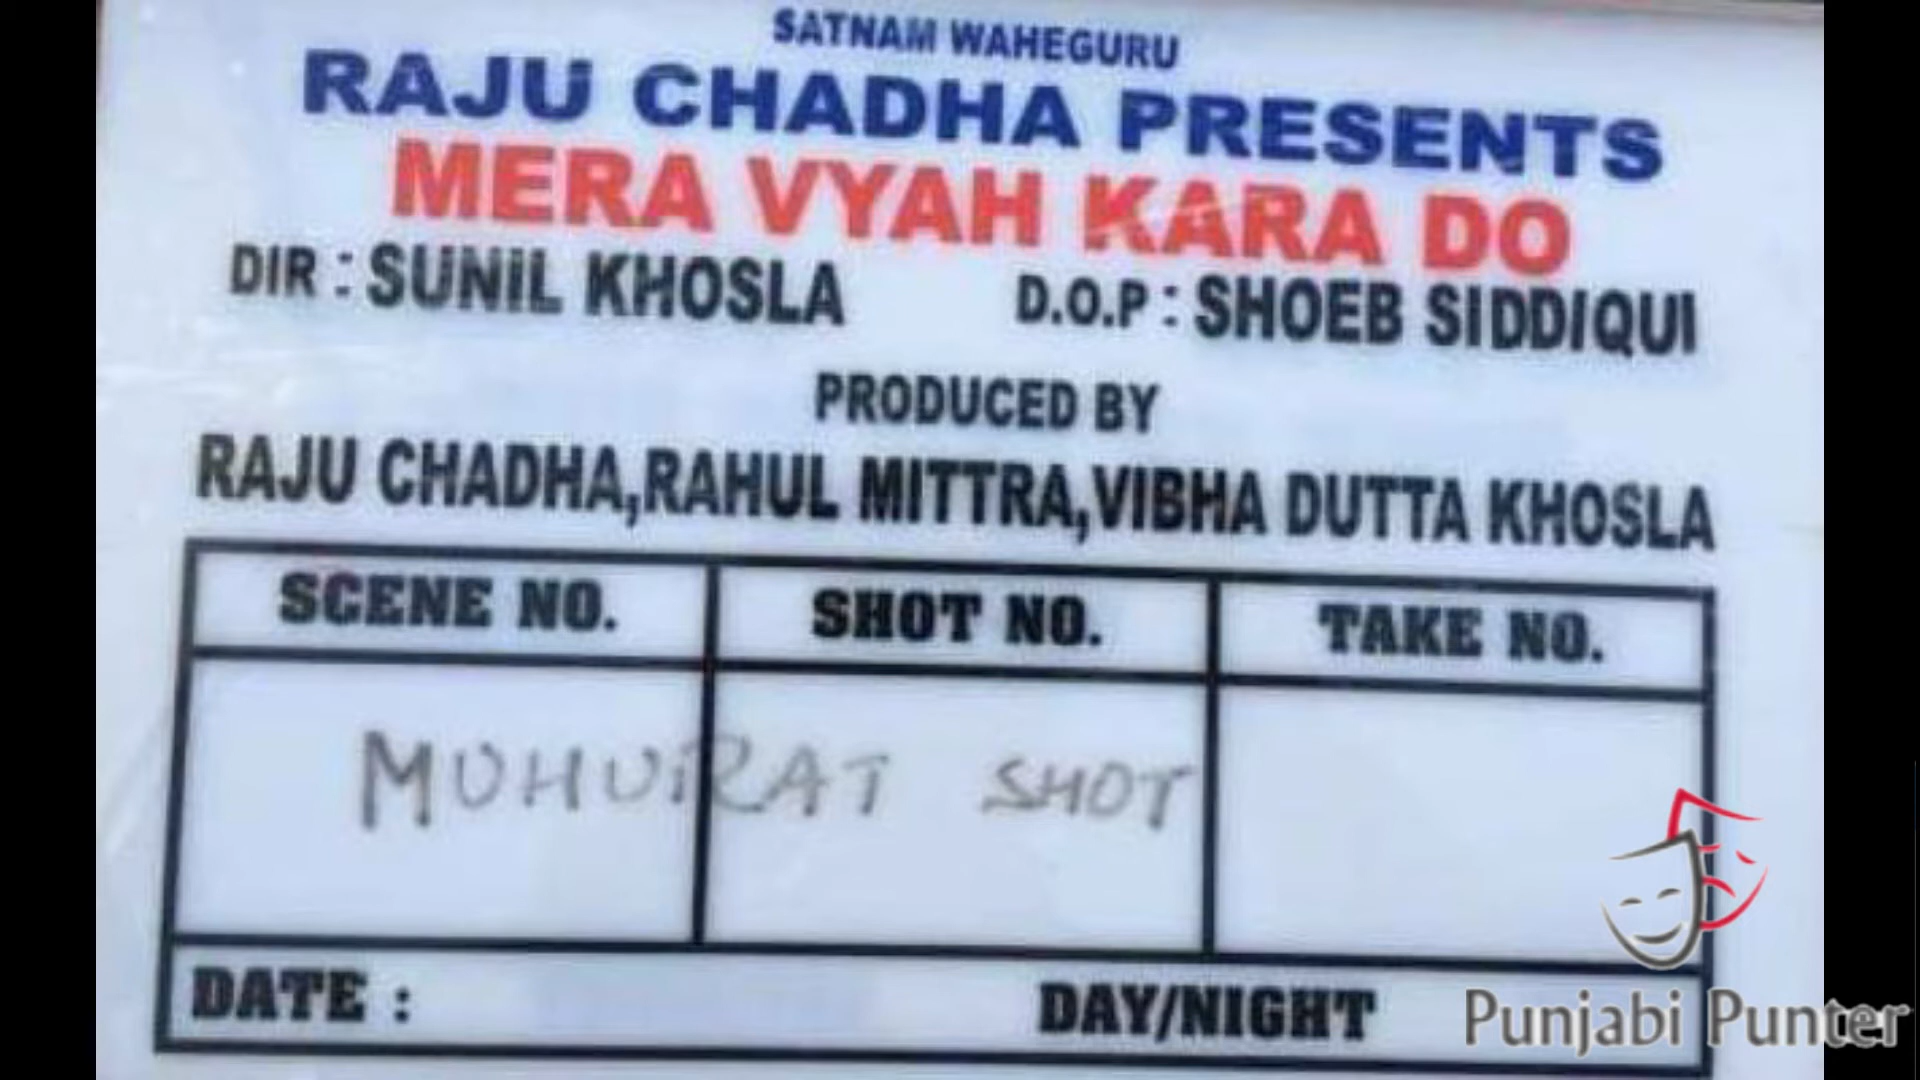 SATNAM WAHEGURU
RAJU CHADHA PRESENTS
MERA VYAH KARA DO
DIR : SUNIL KHOSLA D.O.P : SHOEB SIDDIQUI
PRODUCED BY
RAJU CHADHA,RAHUL MITTRA,VIBHA DUTTA KHOSLA
SCENE NO. SHOT NO. TAKE NO.
MUHURAT SHOT
DATE : DAY/NIGHT
Punjabi Punter